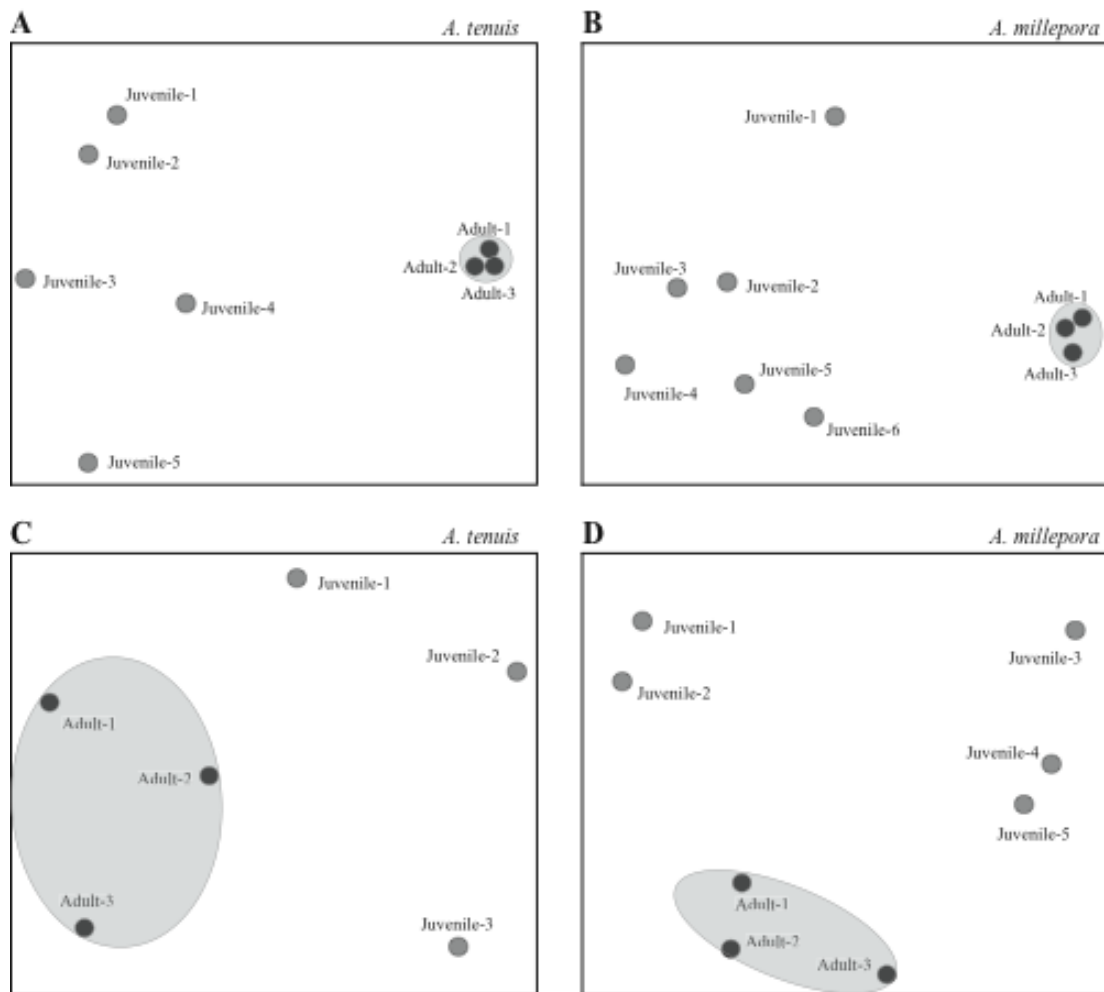 A
A. tenuis
Juvenile-1
Juvenile-2
Adult-1
Adult-2
Adult-3
Juvenile-3
Juvenile-4
Juvenile-5
B
A. millepora
Juvenile-1
Juvenile-3
Juvenile-2
Adult-1
Adult-2
Adult-3
Juvenile-5
Juvenile-4
Juvenile-6
C
A. tenuis
Juvenile-1
Juvenile-2
Adult-1
Adult-2
Adult-3
Juvenile-3
D
A. millepora
Juvenile-1
Juvenile-3
Juvenile-2
Juvenile-4
Juvenile-5
Adult-1
Adult-2
Adult-3